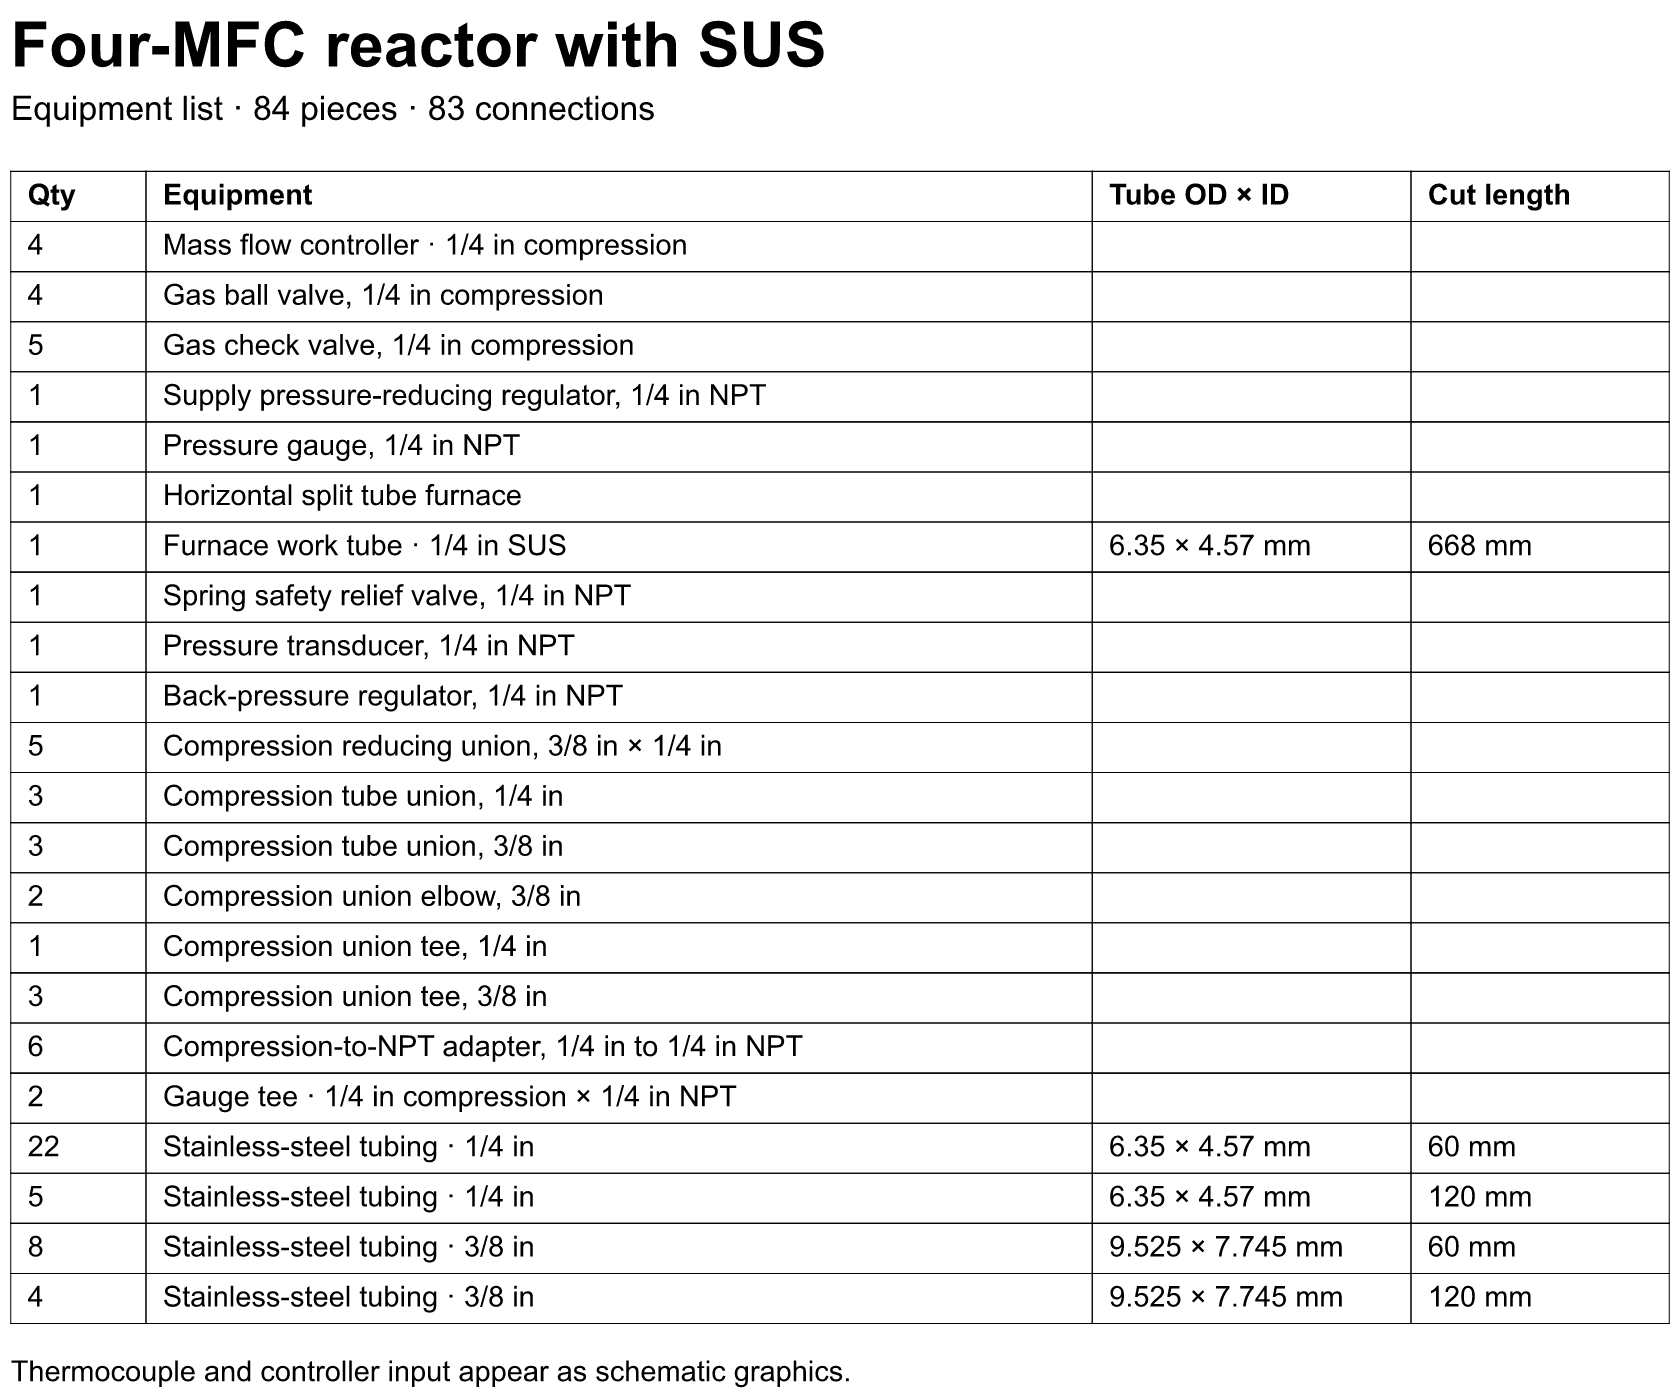 Four-MFC reactor with SUS
Equipment list · 84 pieces · 83 connections
Qty Equipment Tube OD × ID Cut length
4 Mass flow controller · 1/4 in compression
4 Gas ball valve, 1/4 in compression
5 Gas check valve, 1/4 in compression
1 Supply pressure-reducing regulator, 1/4 in NPT
1 Pressure gauge, 1/4 in NPT
1 Horizontal split tube furnace
1 Furnace work tube · 1/4 in SUS 6.35 × 4.57 mm 668 mm
1 Spring safety relief valve, 1/4 in NPT
1 Pressure transducer, 1/4 in NPT
1 Back-pressure regulator, 1/4 in NPT
5 Compression reducing union, 3/8 in × 1/4 in
3 Compression tube union, 1/4 in
3 Compression tube union, 3/8 in
2 Compression union elbow, 3/8 in
1 Compression union tee, 1/4 in
3 Compression union tee, 3/8 in
6 Compression-to-NPT adapter, 1/4 in to 1/4 in NPT
2 Gauge tee · 1/4 in compression × 1/4 in NPT
22 Stainless-steel tubing · 1/4 in 6.35 × 4.57 mm 60 mm
5 Stainless-steel tubing · 1/4 in 6.35 × 4.57 mm 120 mm
8 Stainless-steel tubing · 3/8 in 9.525 × 7.745 mm 60 mm
4 Stainless-steel tubing · 3/8 in 9.525 × 7.745 mm 120 mm
Thermocouple and controller input appear as schematic graphics.